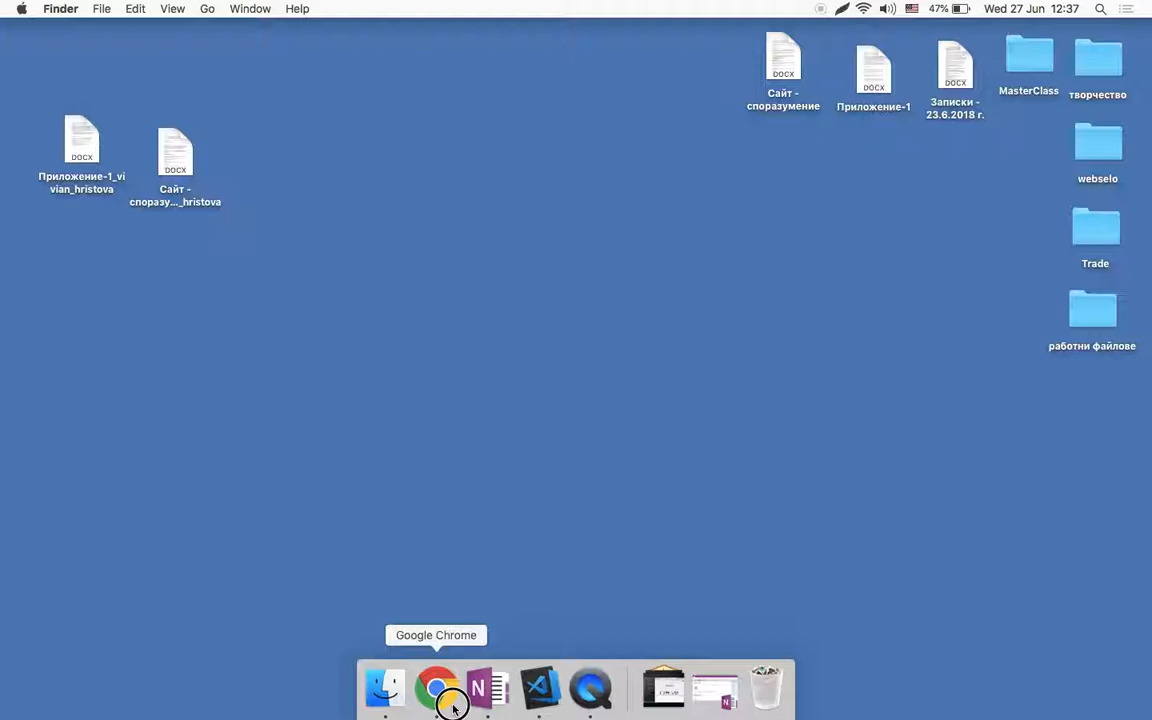 Finder File Edit View Go Window Help 47% Wed 27 Jun 12:37
DOCX
Сайт -
споразумение
DOCX
Приложение-1
DOCX
Записки -
23.6.2018 г.
MasterClass
творчество
DOCX
Приложение-1_vi
vian_hristova
DOCX
Сайт -
споразу..._hristova
webselo
Trade
работни файлове
Google Chrome
N
N